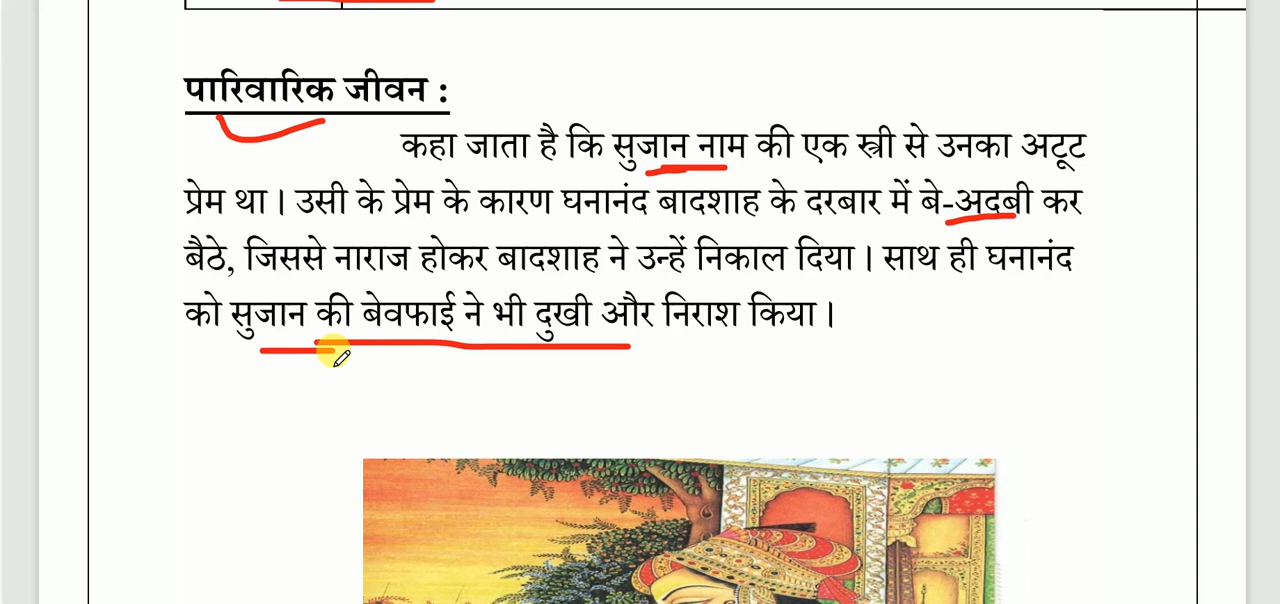 पारिवारिक जीवन :
कहा जाता है कि सुजान नाम की एक स्त्री से उनका अटूट
प्रेम था। उसी के प्रेम के कारण घनानंद बादशाह के दरबार में बे-अदबी कर
बैठे, जिससे नाराज होकर बादशाह ने उन्हें निकाल दिया। साथ ही घनानंद
को सुजान की बेवफाई ने भी दुखी और निराश किया।